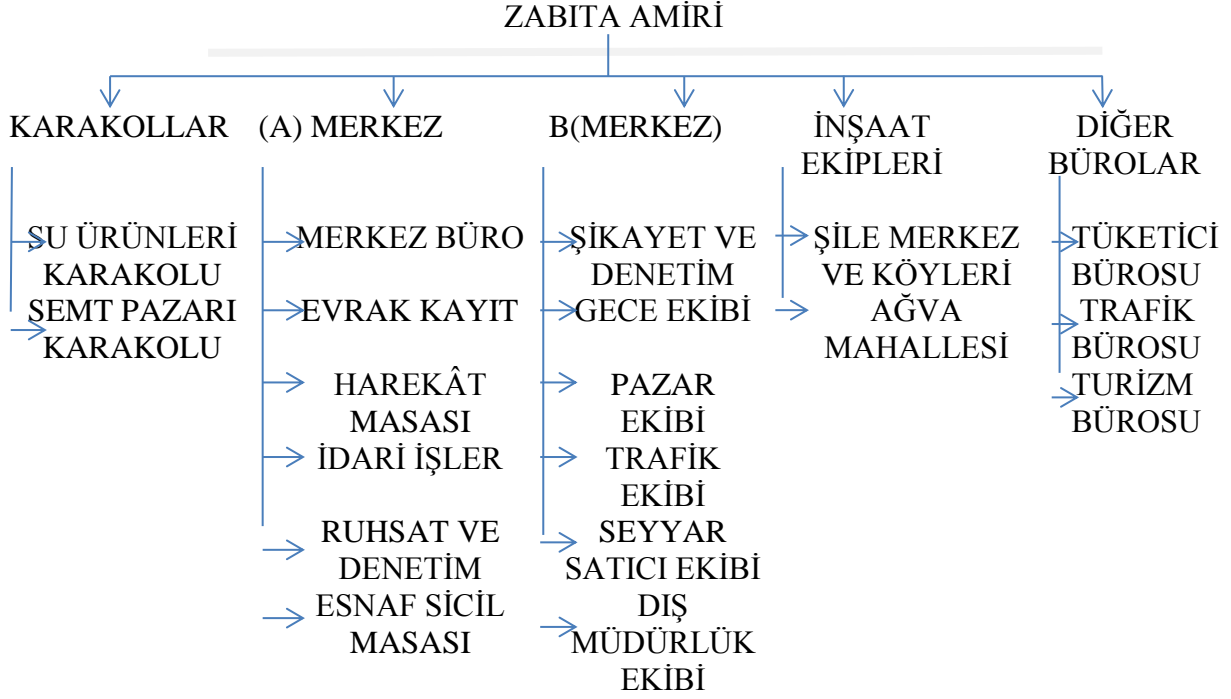 ZABITA AMİRİ
KARAKOLLAR
(A) MERKEZ
B(MERKEZ)
İNŞAAT
EKİPLERİ
DİĞER
BÜROLAR
SU ÜRÜNLERİ
KARAKOLU
SEMT PAZARI
KARAKOLU
MERKEZ BÜRO
EVRAK KAYIT
HAREKÂT
MASASI
İDARİ İŞLER
RUHSAT VE
DENETİM
ESNAF SİCİL
MASASI
ŞİKAYET VE
DENETİM
GECE EKİBİ
PAZAR
EKİBİ
TRAFİK
EKİBİ
SEYYAR
SATICI EKİBİ
DIŞ
MÜDÜRLÜK
EKİBİ
ŞİLE MERKEZ
VE KÖYLERİ
AĞVA
MAHALLESİ
TÜKETİCİ
BÜROSU
TRAFİK
BÜROSU
TURİZM
BÜROSU